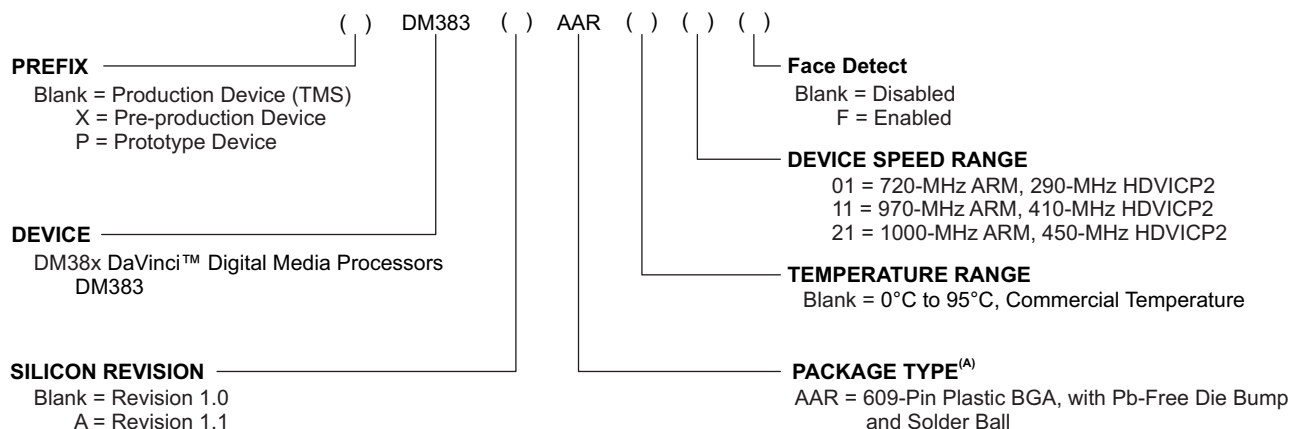 ( ) DM383 ( ) AAR ( ) ( ) ( )
PREFIX
Blank = Production Device (TMS)
X = Pre-production Device
P = Prototype Device
DEVICE
DM38x DaVinci™ Digital Media Processors
DM383
SILICON REVISION
Blank = Revision 1.0
A = Revision 1.1
Face Detect
Blank = Disabled
F = Enabled
DEVICE SPEED RANGE
01 = 720-MHz ARM, 290-MHz HDVICP2
11 = 970-MHz ARM, 410-MHz HDVICP2
21 = 1000-MHz ARM, 450-MHz HDVICP2
TEMPERATURE RANGE
Blank = 0°C to 95°C, Commercial Temperature
PACKAGE TYPE(A)
AAR = 609-Pin Plastic BGA, with Pb-Free Die Bump
and Solder Ball